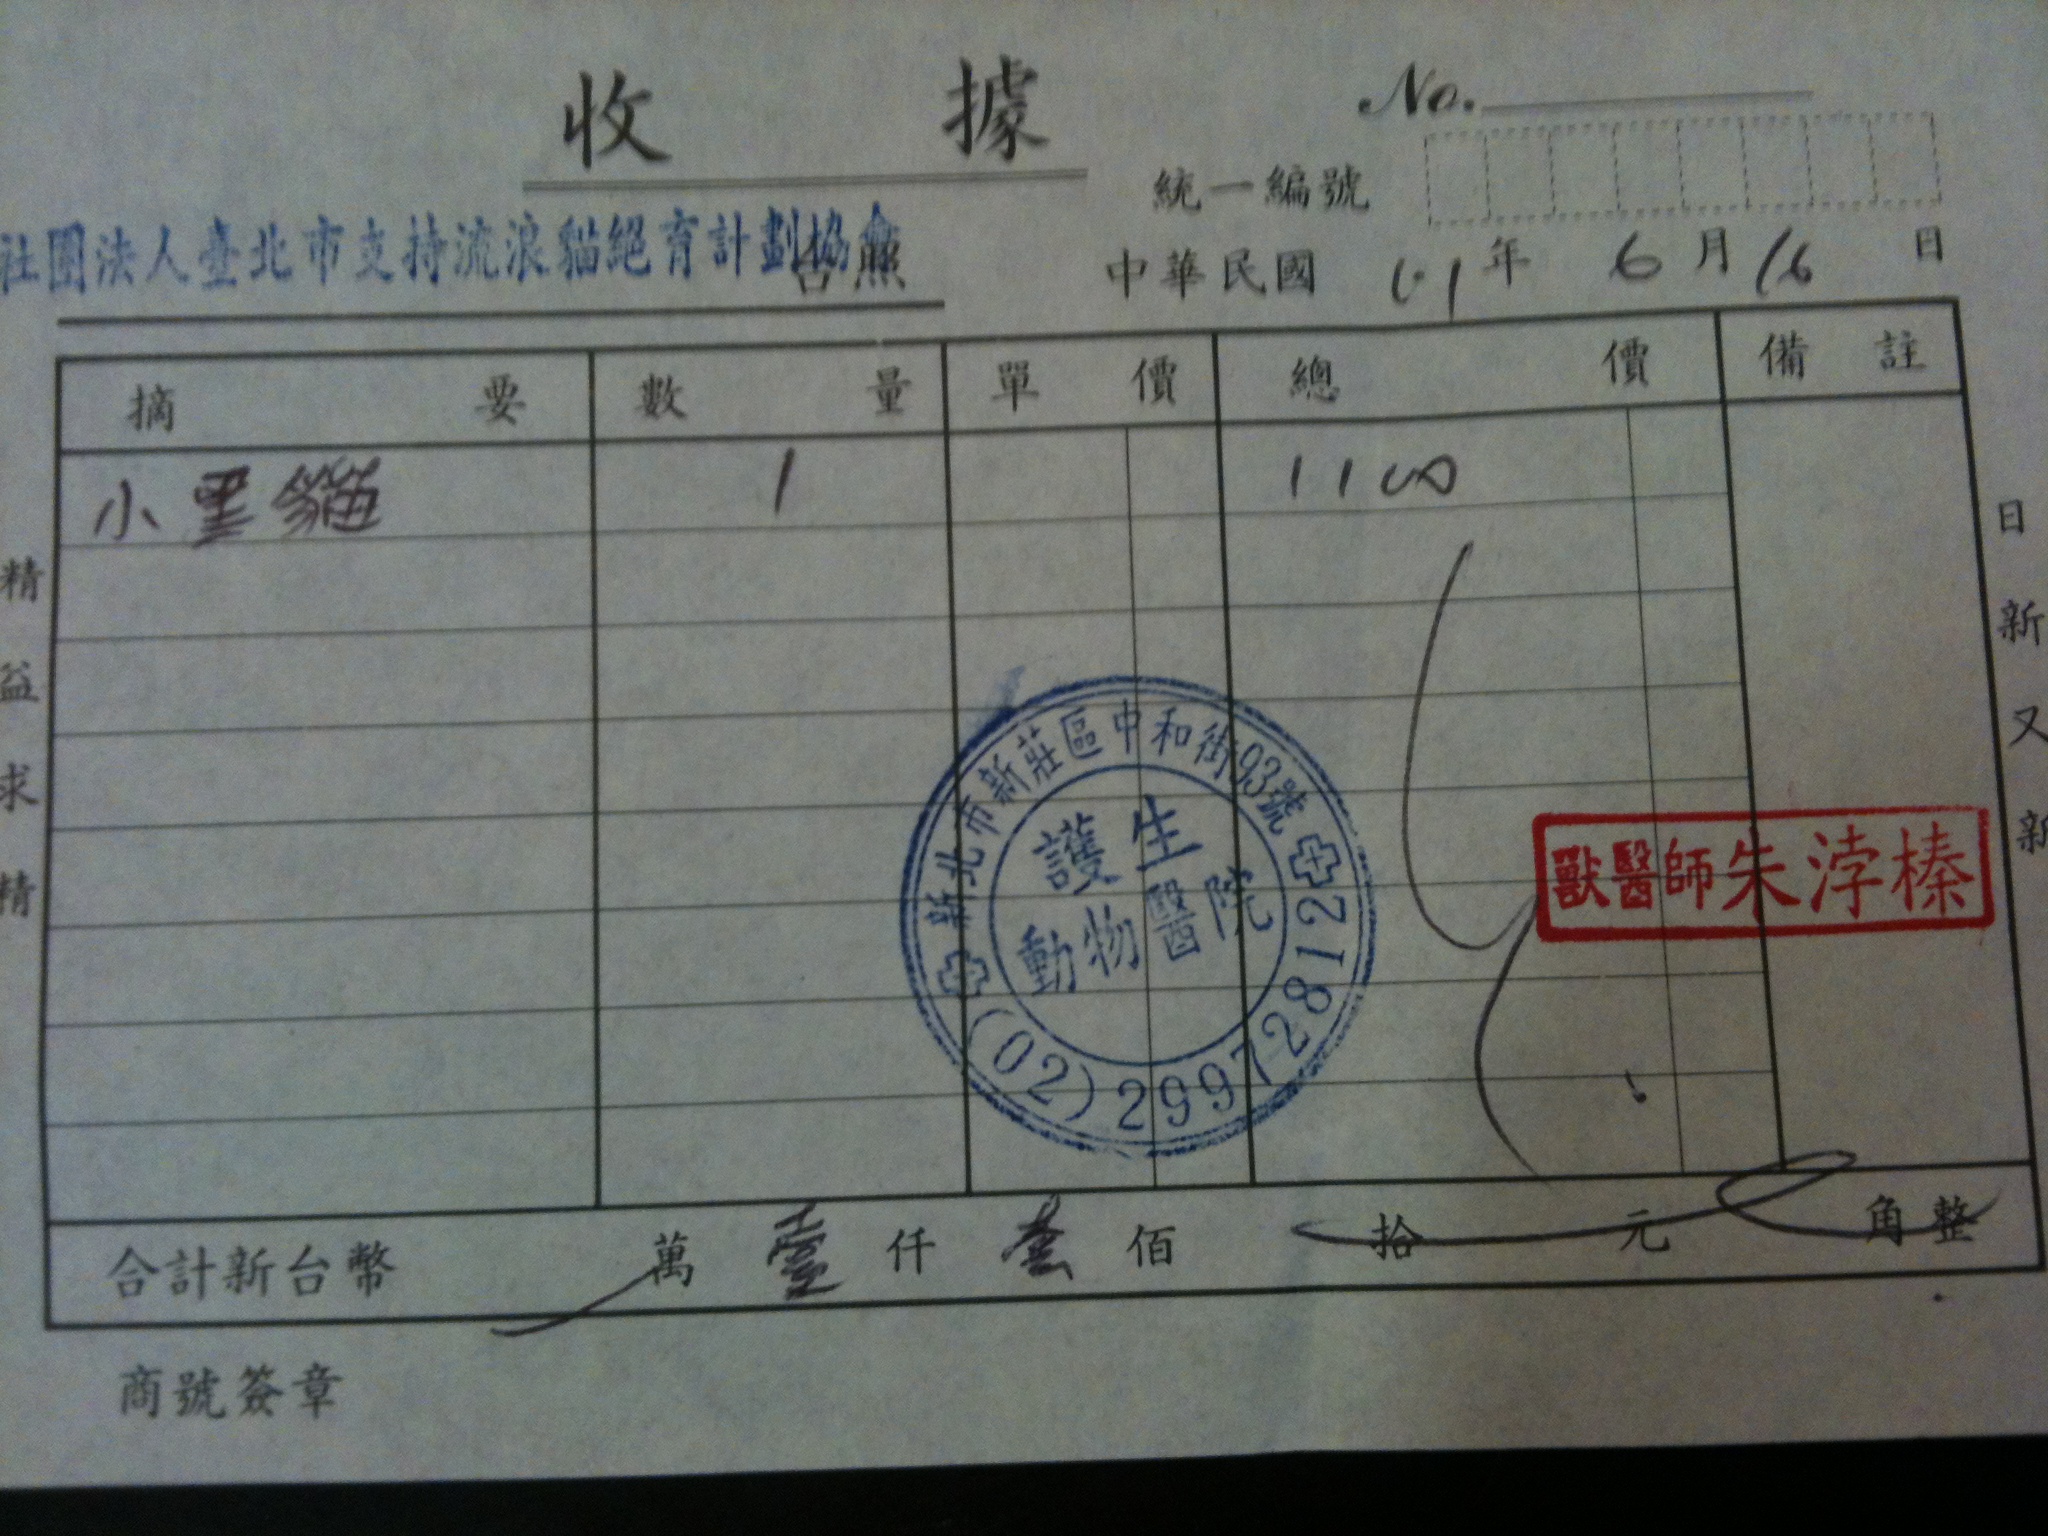 收 據
No.
統一編號
社團法人臺北市支持流浪貓絕育計劃協會
台照
中華民國 101 年 6 月 16 日
摘 要 數 量 單 價 總 價 備 註
小黑貓 1 1100
精益求精
日新又新
新北市新莊區中和街93號
護生
動物醫院
(02)29972812
獸醫師朱浡榛
合計新台幣 萬 壹 仟 壹 佰 拾 元 角整
商號簽章